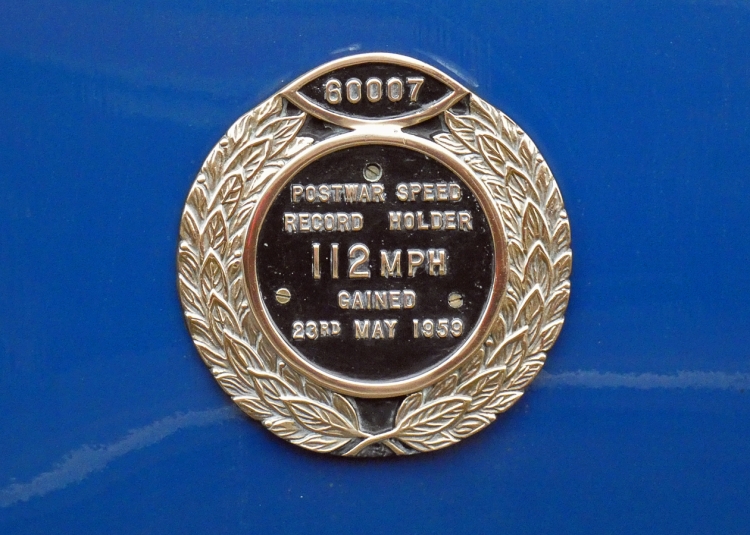 60007
POSTWAR SPEED
RECORD HOLDER
112 MPH
GAINED
23RD MAY 1959